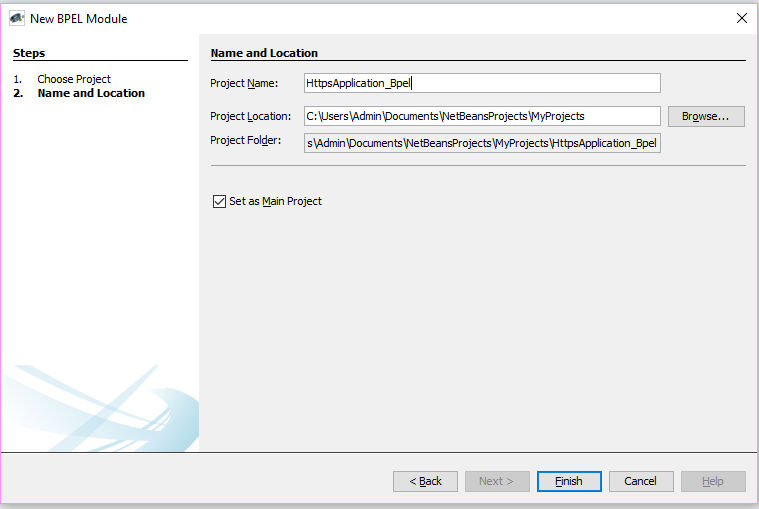 New BPEL Module
Steps
1. Choose Project
2. Name and Location
Name and Location
Project Name: HttpsApplication_Bpel
Project Location: C:\Users\Admin\Documents\NetBeansProjects\MyProjects Browse...
Project Folder: s\Admin\Documents\NetBeansProjects\MyProjects\HttpsApplication_Bpel
Set as Main Project
< Back Next > Finish Cancel Help